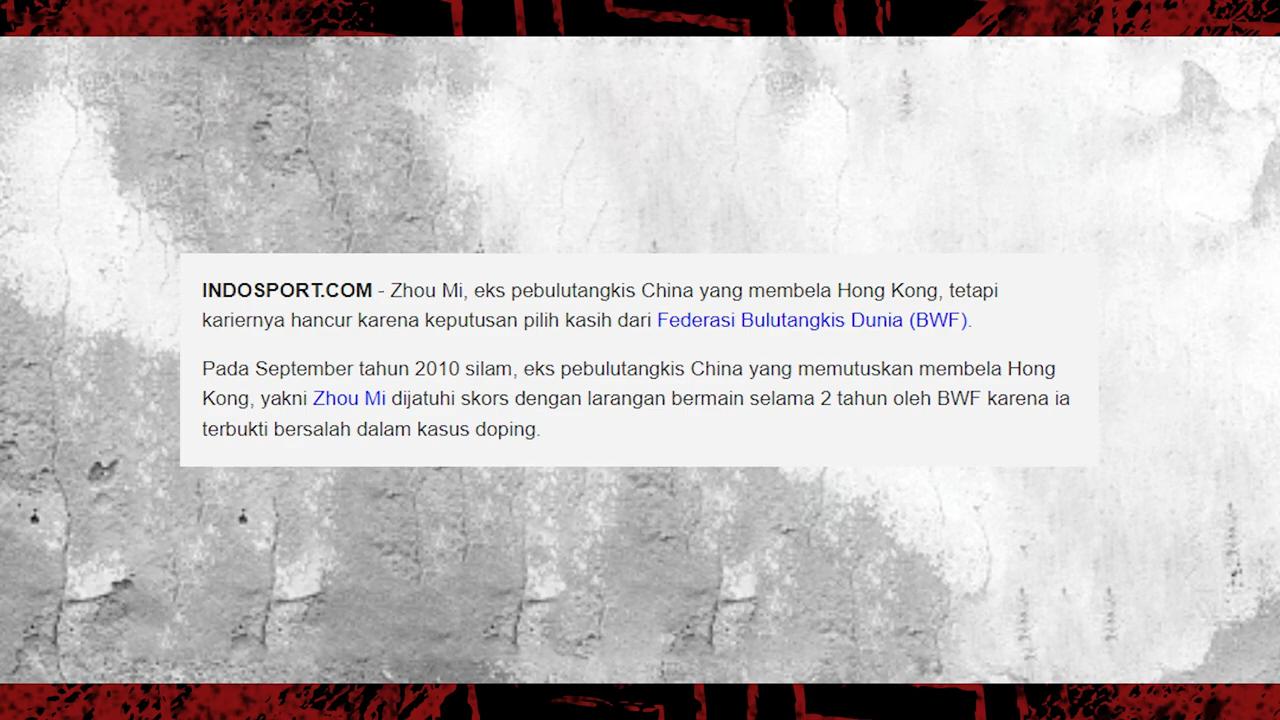 INDOSPORT.COM - Zhou Mi, eks pebulutangkis China yang membela Hong Kong, tetapi
kariernya hancur karena keputusan pilih kasih dari Federasi Bulutangkis Dunia (BWF).
Pada September tahun 2010 silam, eks pebulutangkis China yang memutuskan membela Hong
Kong, yakni Zhou Mi dijatuhi skors dengan larangan bermain selama 2 tahun oleh BWF karena ia
terbukti bersalah dalam kasus doping.